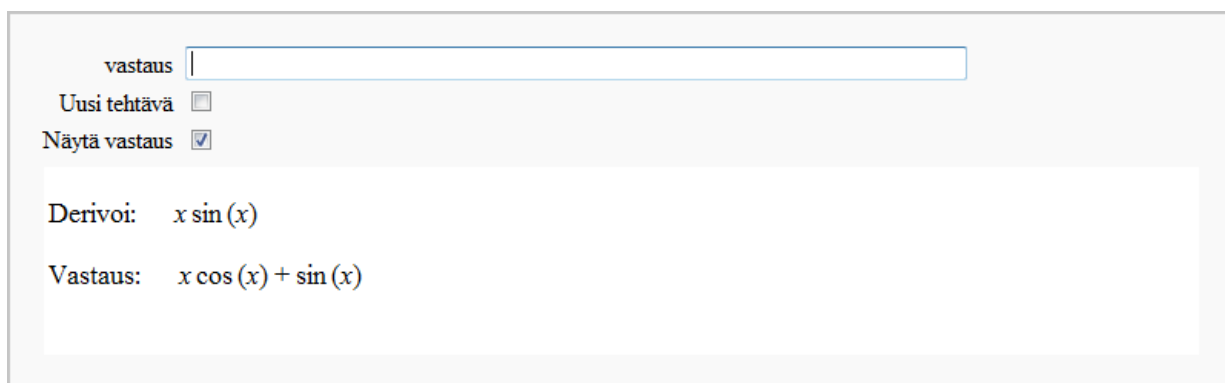 vastaus
Uusi tehtävä
Näytä vastaus
Derivoi: x sin (x)
Vastaus: x cos (x) + sin (x)